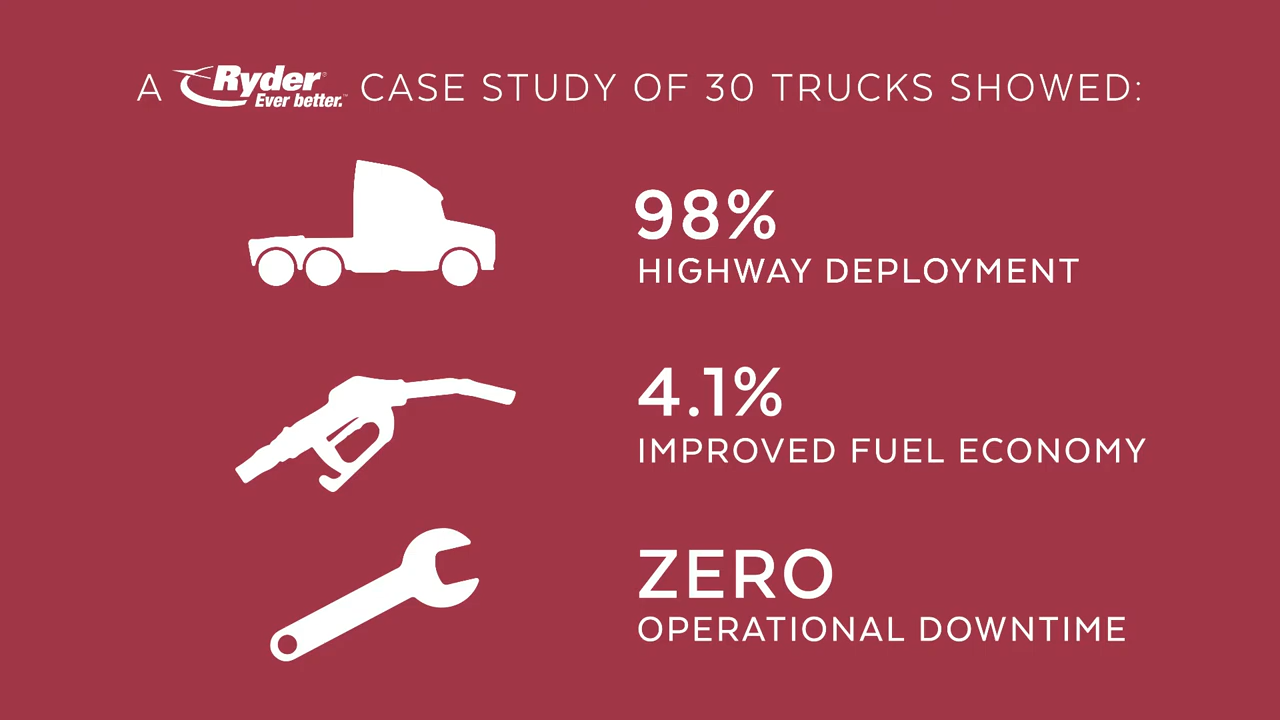 A Ryder Ever better.™ CASE STUDY OF 30 TRUCKS SHOWED:
98%
HIGHWAY DEPLOYMENT
4.1%
IMPROVED FUEL ECONOMY
ZERO
OPERATIONAL DOWNTIME